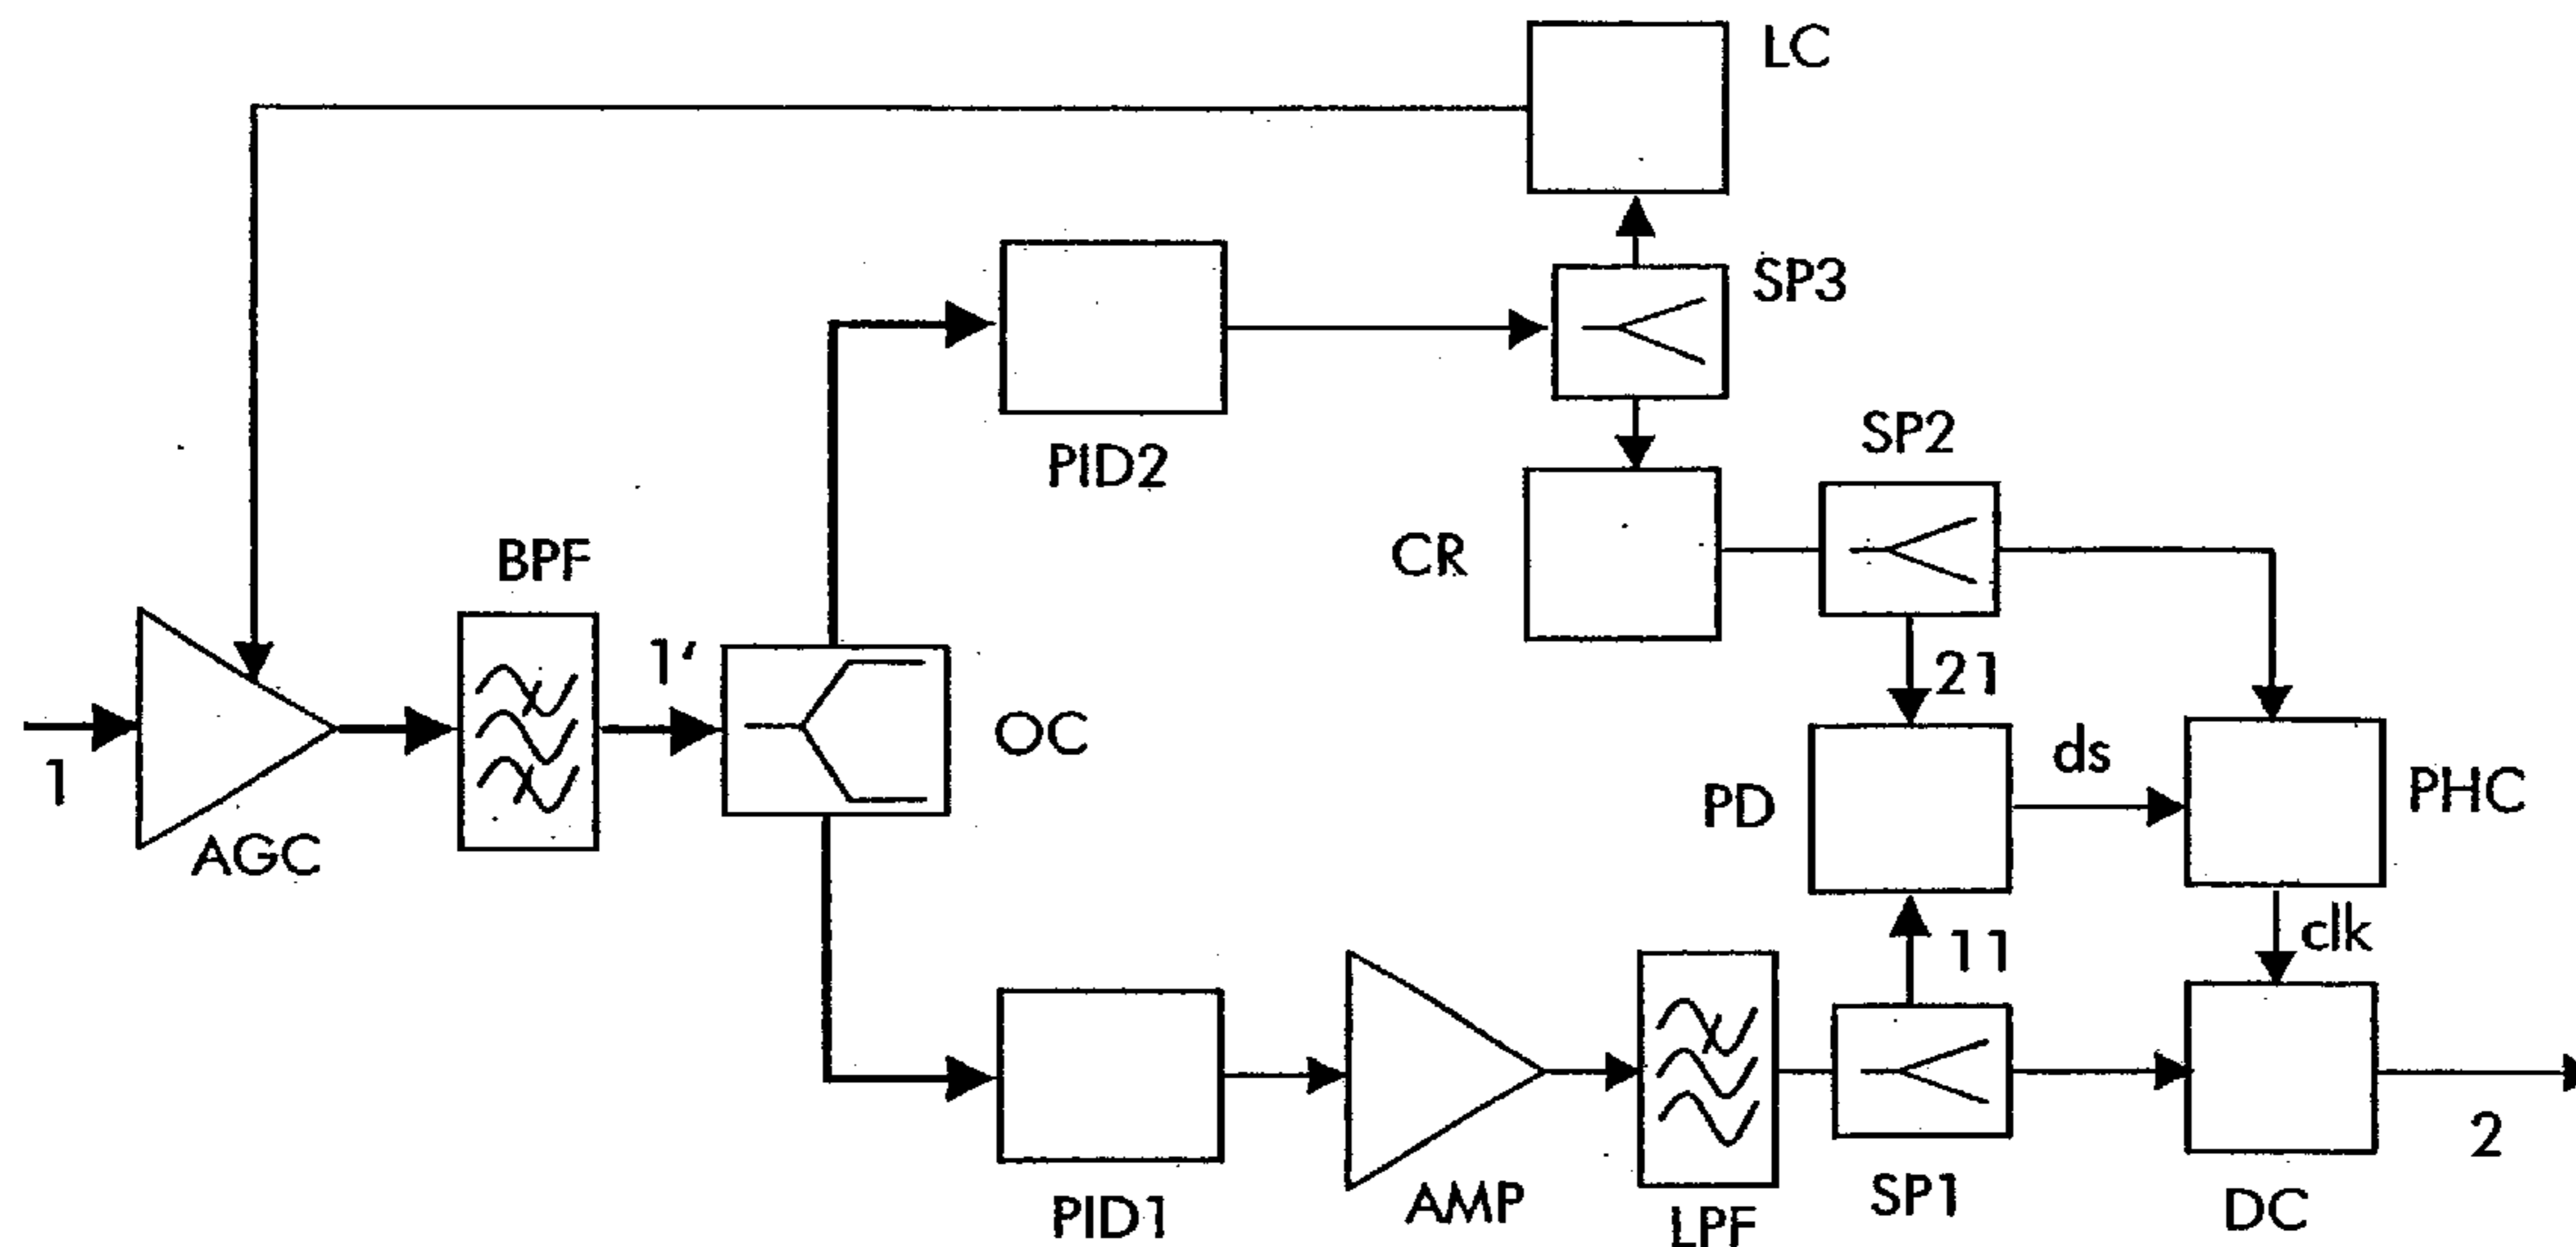 LC
SP3
PID2
SP2
CR
BPF
1′
21
1
OC
ds
PD
PHC
AGC
11
clk
2
PID1
AMP
LPF
SP1
DC